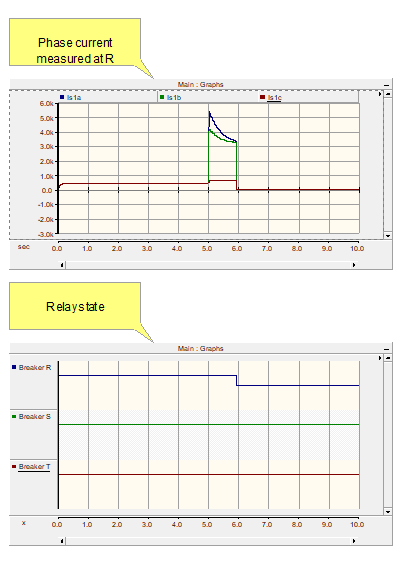 Phase current
measured at R
Main : Graphs
Is1a Is1b Is1c
6.0k
5.0k
4.0k
3.0k
2.0k
1.0k
0.0
-1.0k
-2.0k
-3.0k
sec 0.0 1.0 2.0 3.0 4.0 5.0 6.0 7.0 8.0 9.0 10.0
Relay state
Main : Graphs
Breaker R
Breaker S
Breaker T
x 0.0 1.0 2.0 3.0 4.0 5.0 6.0 7.0 8.0 9.0 10.0